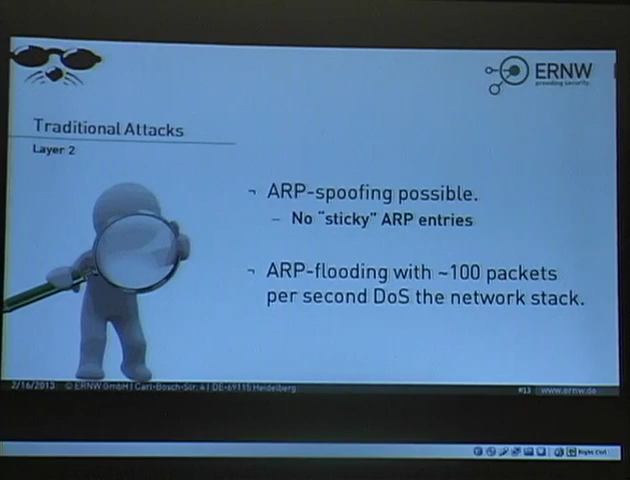 ERNW
providing security.
Traditional Attacks
Layer 2
¬ ARP-spoofing possible.
– No "sticky" ARP entries
¬ ARP-flooding with ~100 packets
per second DoS the network stack.
2/16/2013 © ERNW GmbH | Carl-Bosch-Str. 4 | DE-69115 Heidelberg #13 www.ernw.de
Right Ctrl